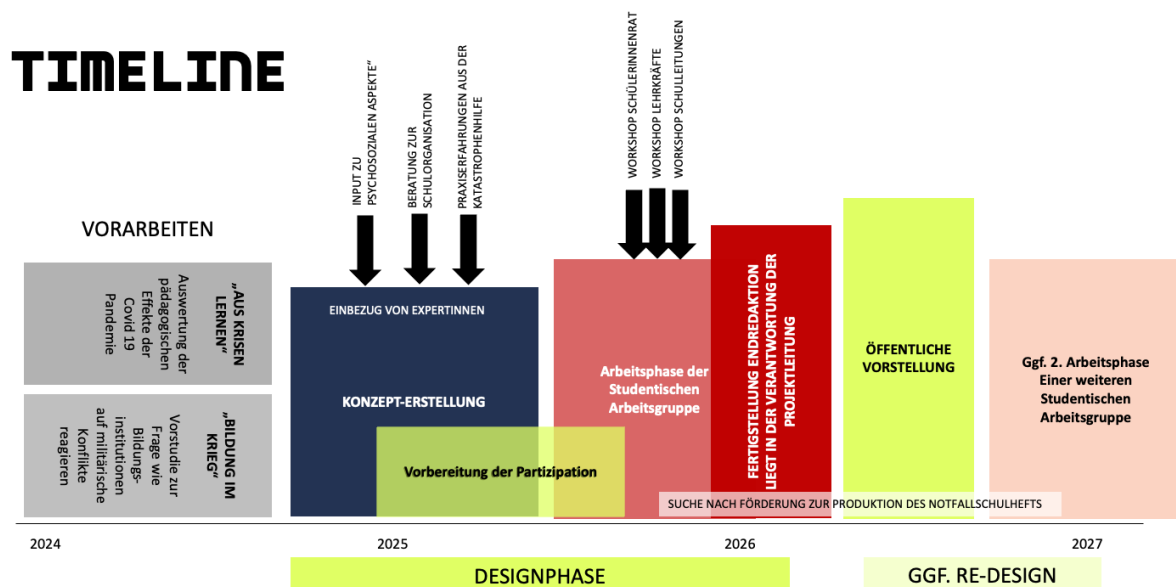 TIMELINE
INPUT ZU
PSYCHOSOZIALEN ASPEKTE“
BERATUNG ZUR
SCHULORGANISATION
PRAXISERFAHRUNGEN AUS DER
KATASTROPHENHILFE
WORKSHOP SCHÜLERINNENRAT
WORKSHOP LEHRKRÄFTE
WORKSHOP SCHULLEITUNGEN
VORARBEITEN
„AUS KRISEN
LERNEN“
Auswertung der
pädagogischen
Effekte der
Covid 19
Pandemie
„BILDUNG IM
KRIEG“
Vorstudie zur
Frage wie
Bildungs-
institutionen
auf militärische
Konflikte
reagieren
EINBEZUG VON EXPERTINNEN
KONZEPT-ERSTELLUNG
Vorbereitung der Partizipation
Arbeitsphase der
Studentischen
Arbeitsgruppe
FERTIGSTELLUNG ENDREDAKTION
LIEGT IN DER VERANTWORTUNG DER
PROJEKTLEITUNG
ÖFFENTLICHE
VORSTELLUNG
Ggf. 2. Arbeitsphase
Einer weiteren
Studentischen
Arbeitsgruppe
SUCHE NACH FÖRDERUNG ZUR PRODUKTION DES NOTFALLSCHULHEFTS
2024
2025
2026
2027
DESIGNPHASE
GGF. RE-DESIGN